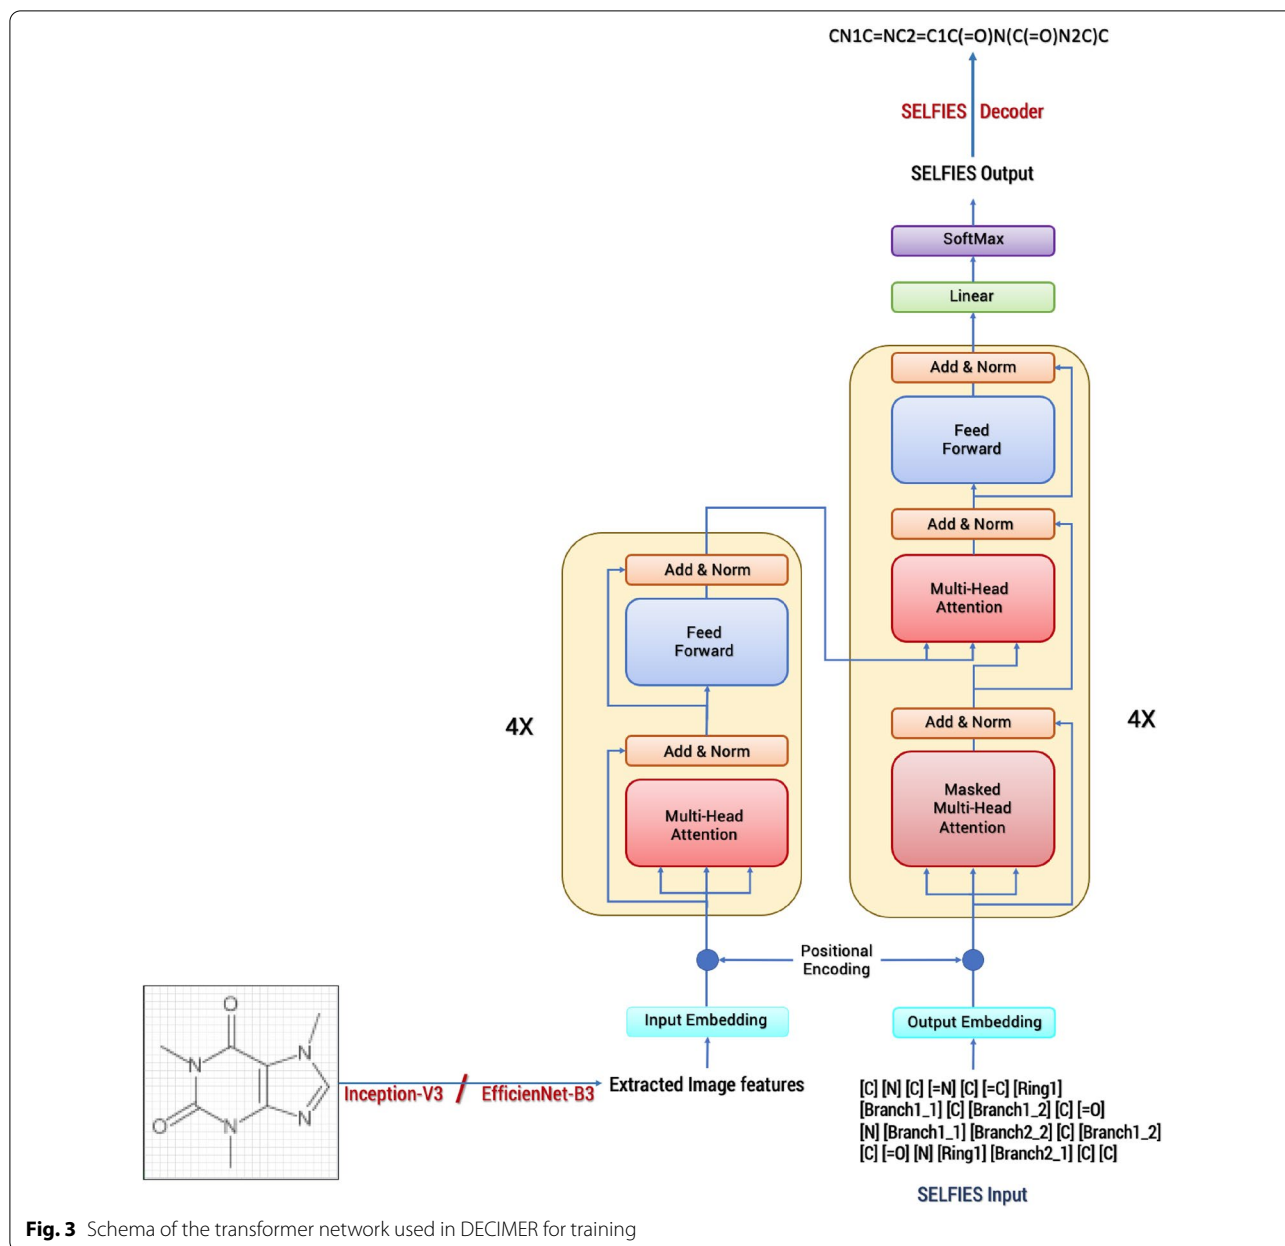 CN1C=NC2=C1C(=O)N(C(=O)N2C)C
SELFIES Decoder
SELFIES Output
SoftMax
Linear
Add & Norm
Feed
Forward
Add & Norm
Multi-Head
Attention
Add & Norm
Masked
Multi-Head
Attention
4X
Add & Norm
Feed
Forward
Add & Norm
Multi-Head
Attention
4X
Positional
Encoding
Input Embedding
Output Embedding
O
N
N
O
N
N
Inception-V3 / EfficienNet-B3
Extracted Image features
[C] [N] [C] [=N] [C] [=C] [Ring1]
[Branch1_1] [C] [Branch1_2] [C] [=O]
[N] [Branch1_1] [Branch2_2] [C] [Branch1_2]
[C] [=O] [N] [Ring1] [Branch2_1] [C] [C]
SELFIES Input
Fig. 3 Schema of the transformer network used in DECIMER for training